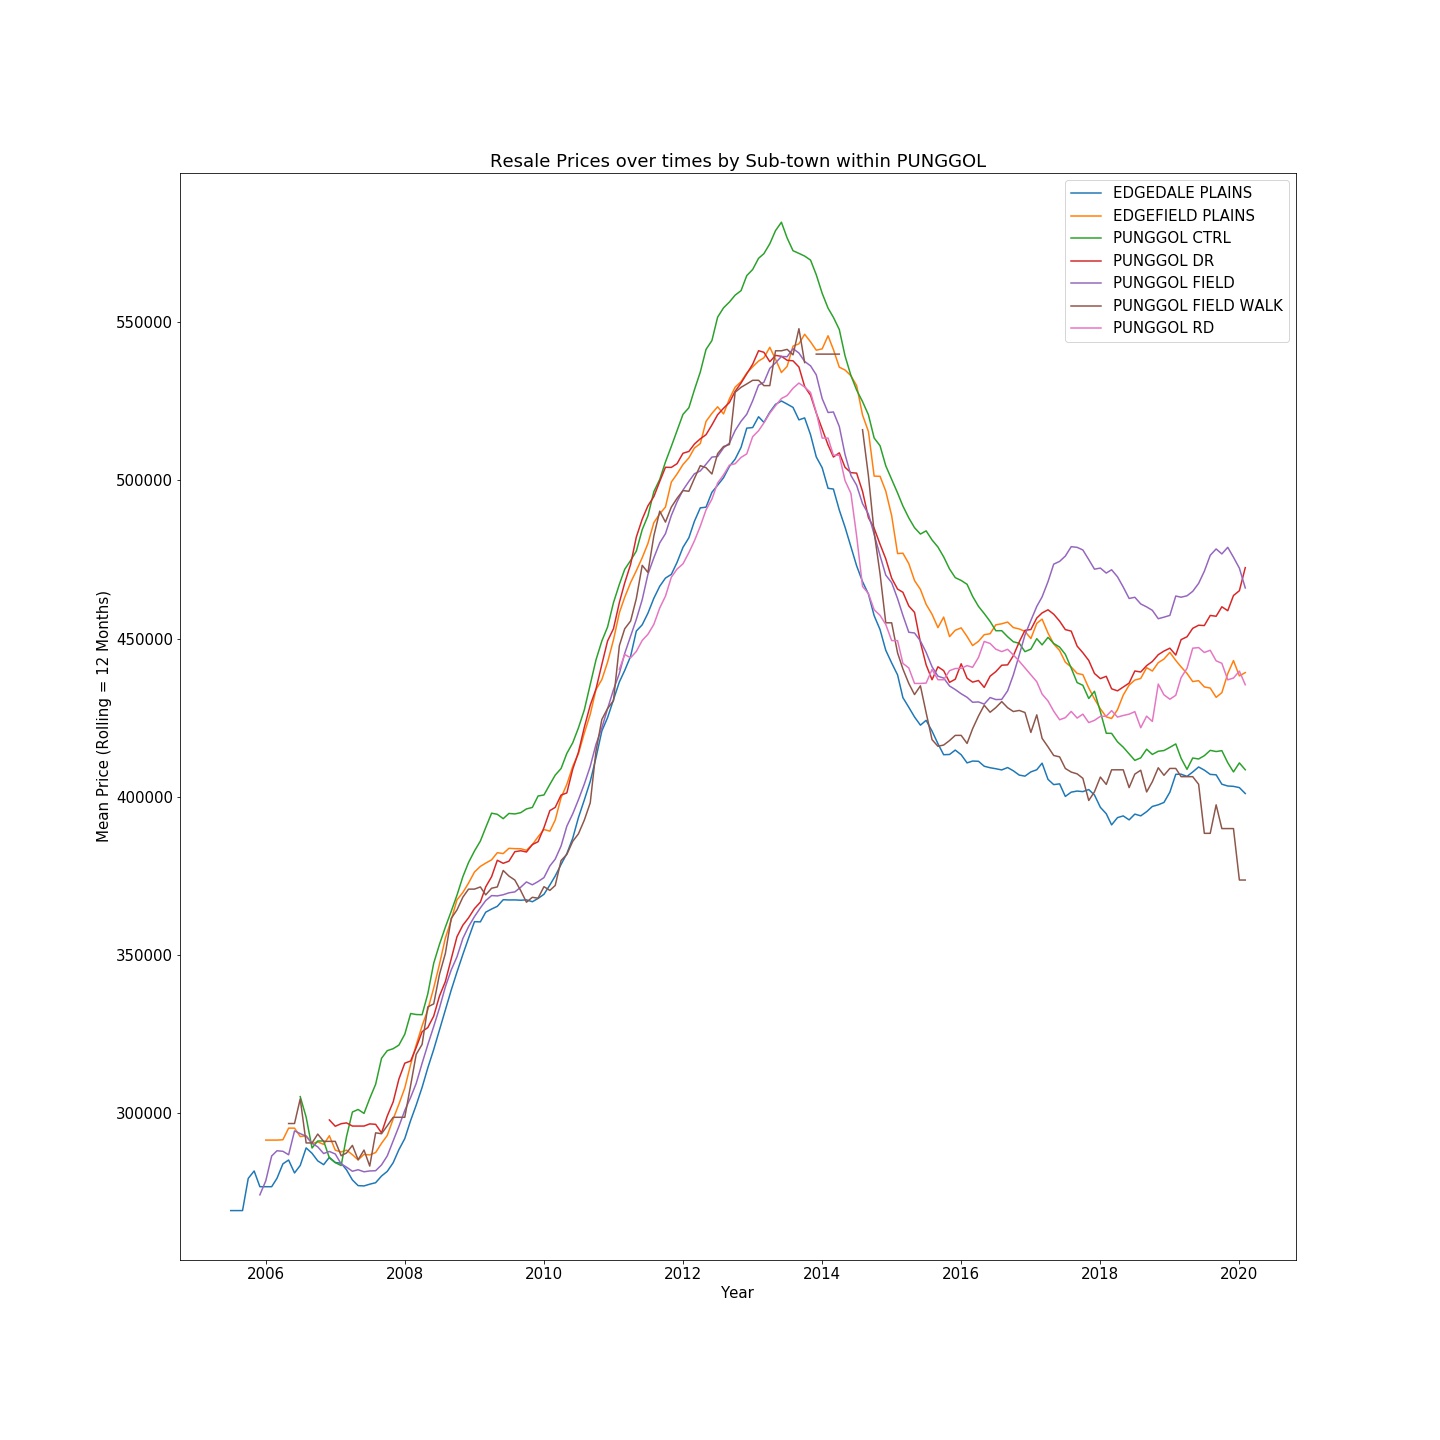 Resale Prices over times by Sub-town within PUNGGOL
EDGEDALE PLAINS
EDGEFIELD PLAINS
PUNGGOL CTRL
PUNGGOL DR
PUNGGOL FIELD
PUNGGOL FIELD WALK
PUNGGOL RD
Mean Price (Rolling = 12 Months)
550000
500000
450000
400000
350000
300000
2006 2008 2010 2012 2014 2016 2018 2020
Year